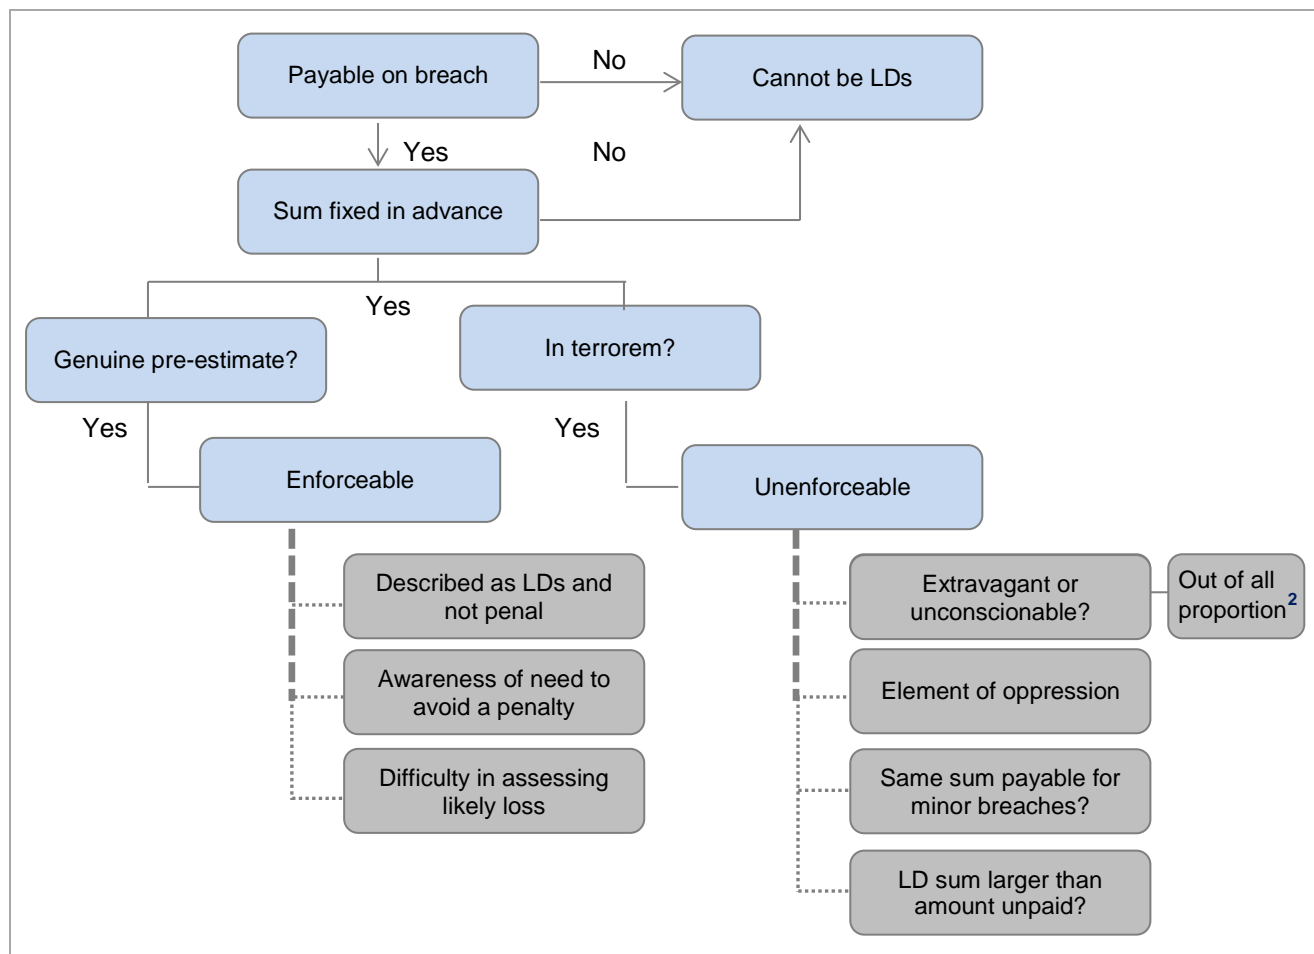 Payable on breach
No
Cannot be LDs
Yes
No
Sum fixed in advance
Yes
Genuine pre-estimate?
In terrorem?
Yes
Yes
Enforceable
Unenforceable
Described as LDs and
not penal
Extravagant or
unconscionable?
Out of all
proportion2
Awareness of need to
avoid a penalty
Element of oppression
Difficulty in assessing
likely loss
Same sum payable for
minor breaches?
LD sum larger than
amount unpaid?